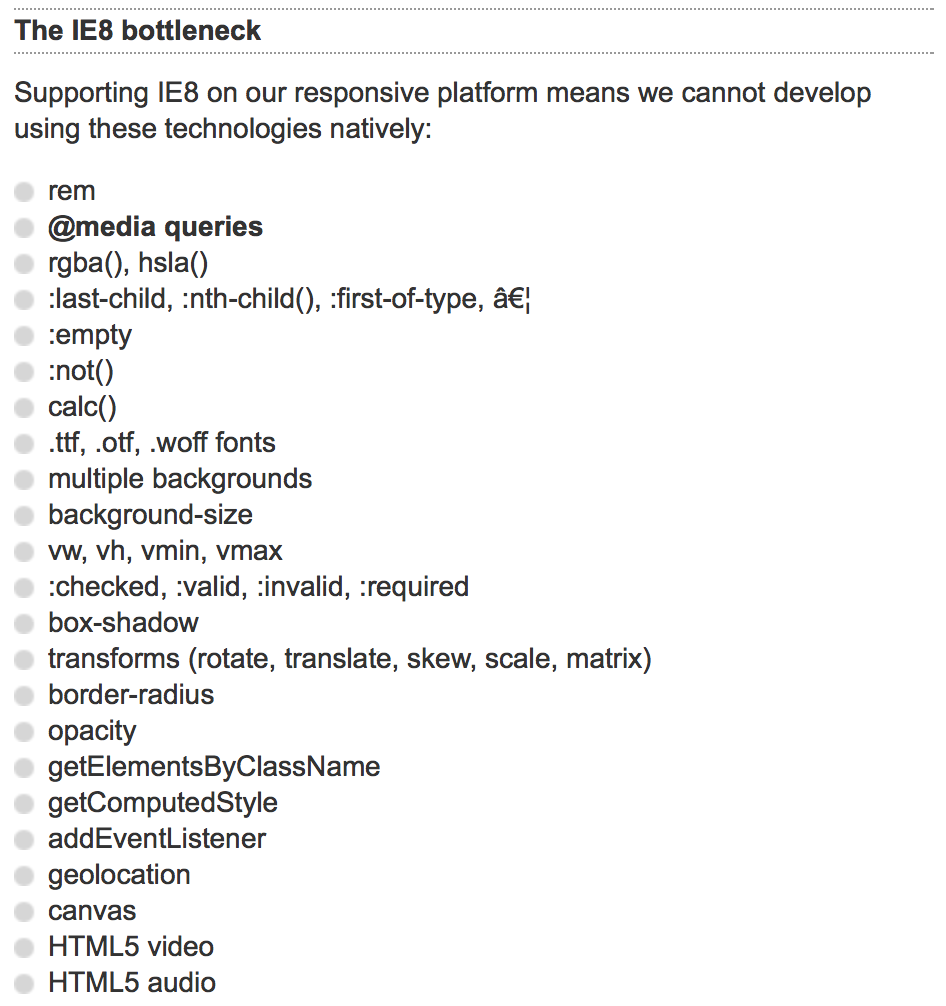 The IE8 bottleneck
Supporting IE8 on our responsive platform means we cannot develop
using these technologies natively:
rem
@media queries
rgba(), hsla()
:last-child, :nth-child(), :first-of-type, â€¦
:empty
:not()
calc()
.ttf, .otf, .woff fonts
multiple backgrounds
background-size
vw, vh, vmin, vmax
:checked, :valid, :invalid, :required
box-shadow
transforms (rotate, translate, skew, scale, matrix)
border-radius
opacity
getElementsByClassName
getComputedStyle
addEventListener
geolocation
canvas
HTML5 video
HTML5 audio